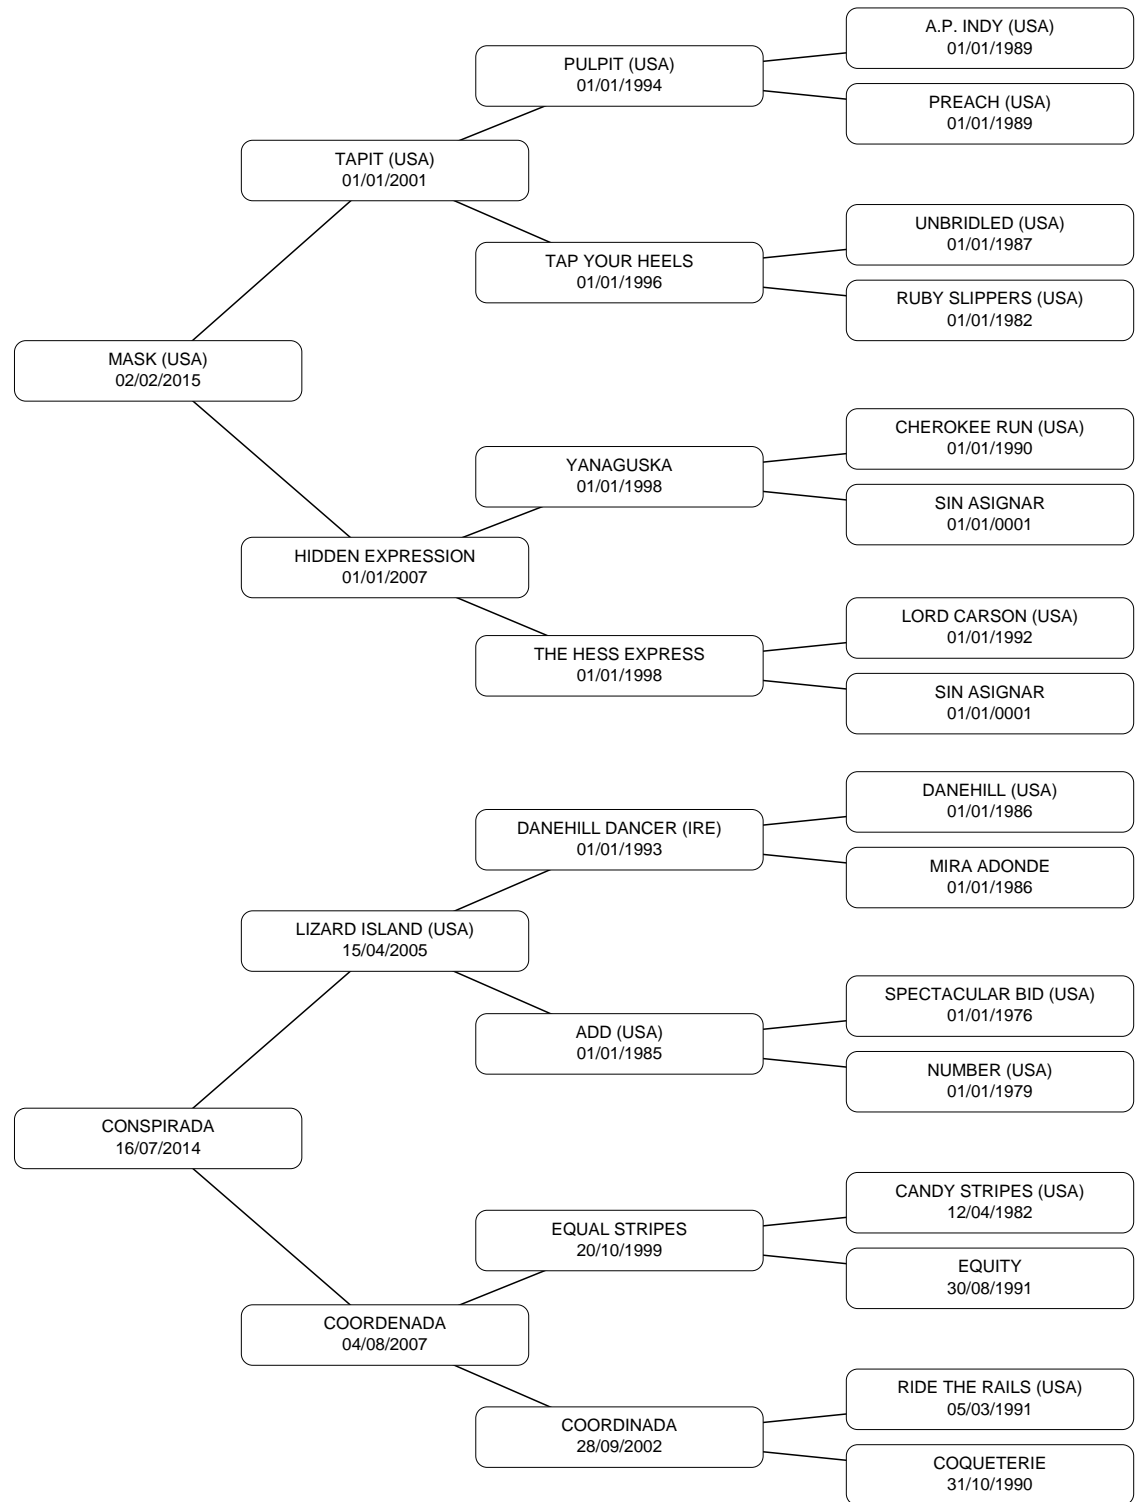 A.P. INDY (USA)
01/01/1989
PULPIT (USA)
01/01/1994
PREACH (USA)
01/01/1989
TAPIT (USA)
01/01/2001
UNBRIDLED (USA)
01/01/1987
TAP YOUR HEELS
01/01/1996
RUBY SLIPPERS (USA)
01/01/1982
MASK (USA)
02/02/2015
CHEROKEE RUN (USA)
01/01/1990
YANAGUSKA
01/01/1998
SIN ASIGNAR
01/01/0001
HIDDEN EXPRESSION
01/01/2007
LORD CARSON (USA)
01/01/1992
THE HESS EXPRESS
01/01/1998
SIN ASIGNAR
01/01/0001
DANEHILL (USA)
01/01/1986
DANEHILL DANCER (IRE)
01/01/1993
MIRA ADONDE
01/01/1986
LIZARD ISLAND (USA)
15/04/2005
SPECTACULAR BID (USA)
01/01/1976
ADD (USA)
01/01/1985
NUMBER (USA)
01/01/1979
CONSPIRADA
16/07/2014
CANDY STRIPES (USA)
12/04/1982
EQUAL STRIPES
20/10/1999
EQUITY
30/08/1991
COORDENADA
04/08/2007
RIDE THE RAILS (USA)
05/03/1991
COORDINADA
28/09/2002
COQUETERIE
31/10/1990